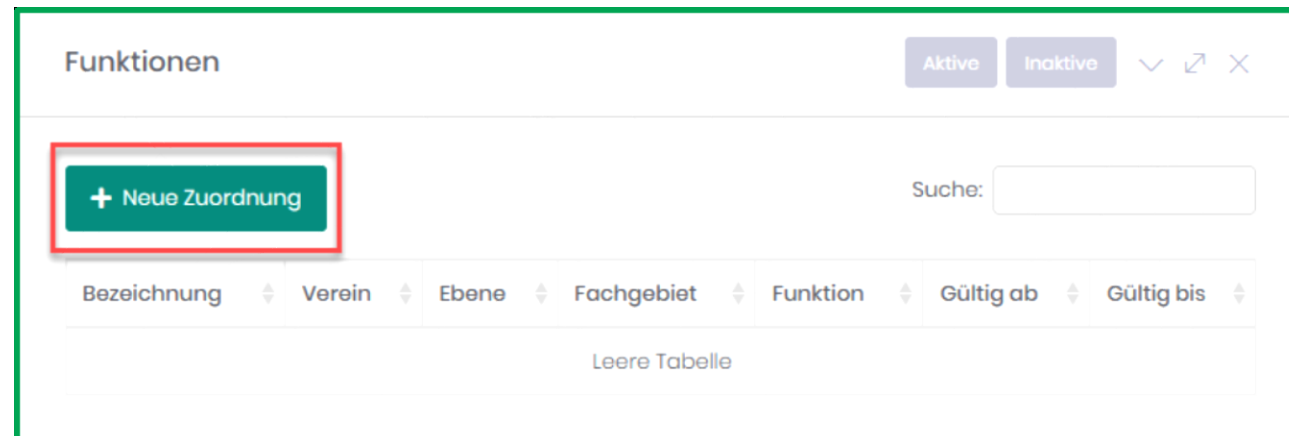 Funktionen Aktive Inaktive
+ Neue Zuordnung Suche:
Bezeichnung Verein Ebene Fachgebiet Funktion Gültig ab Gültig bis
Leere Tabelle